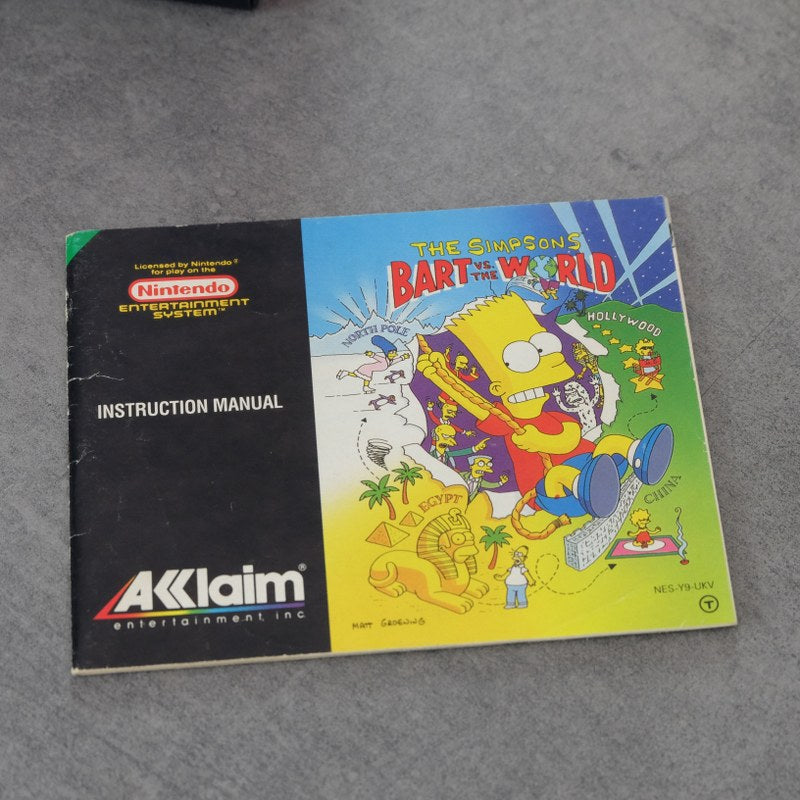 Licensed by Nintendo®
for play on the
Nintendo
ENTERTAINMENT
SYSTEM™
INSTRUCTION MANUAL
AKKlaim®
entertainment, inc.
THE SIMPSONS
BART VS. THE WORLD
NORTH POLE
HOLLYWOOD
EGYPT
CHINA
MATT GROENING
NES-Y9-UKV
T